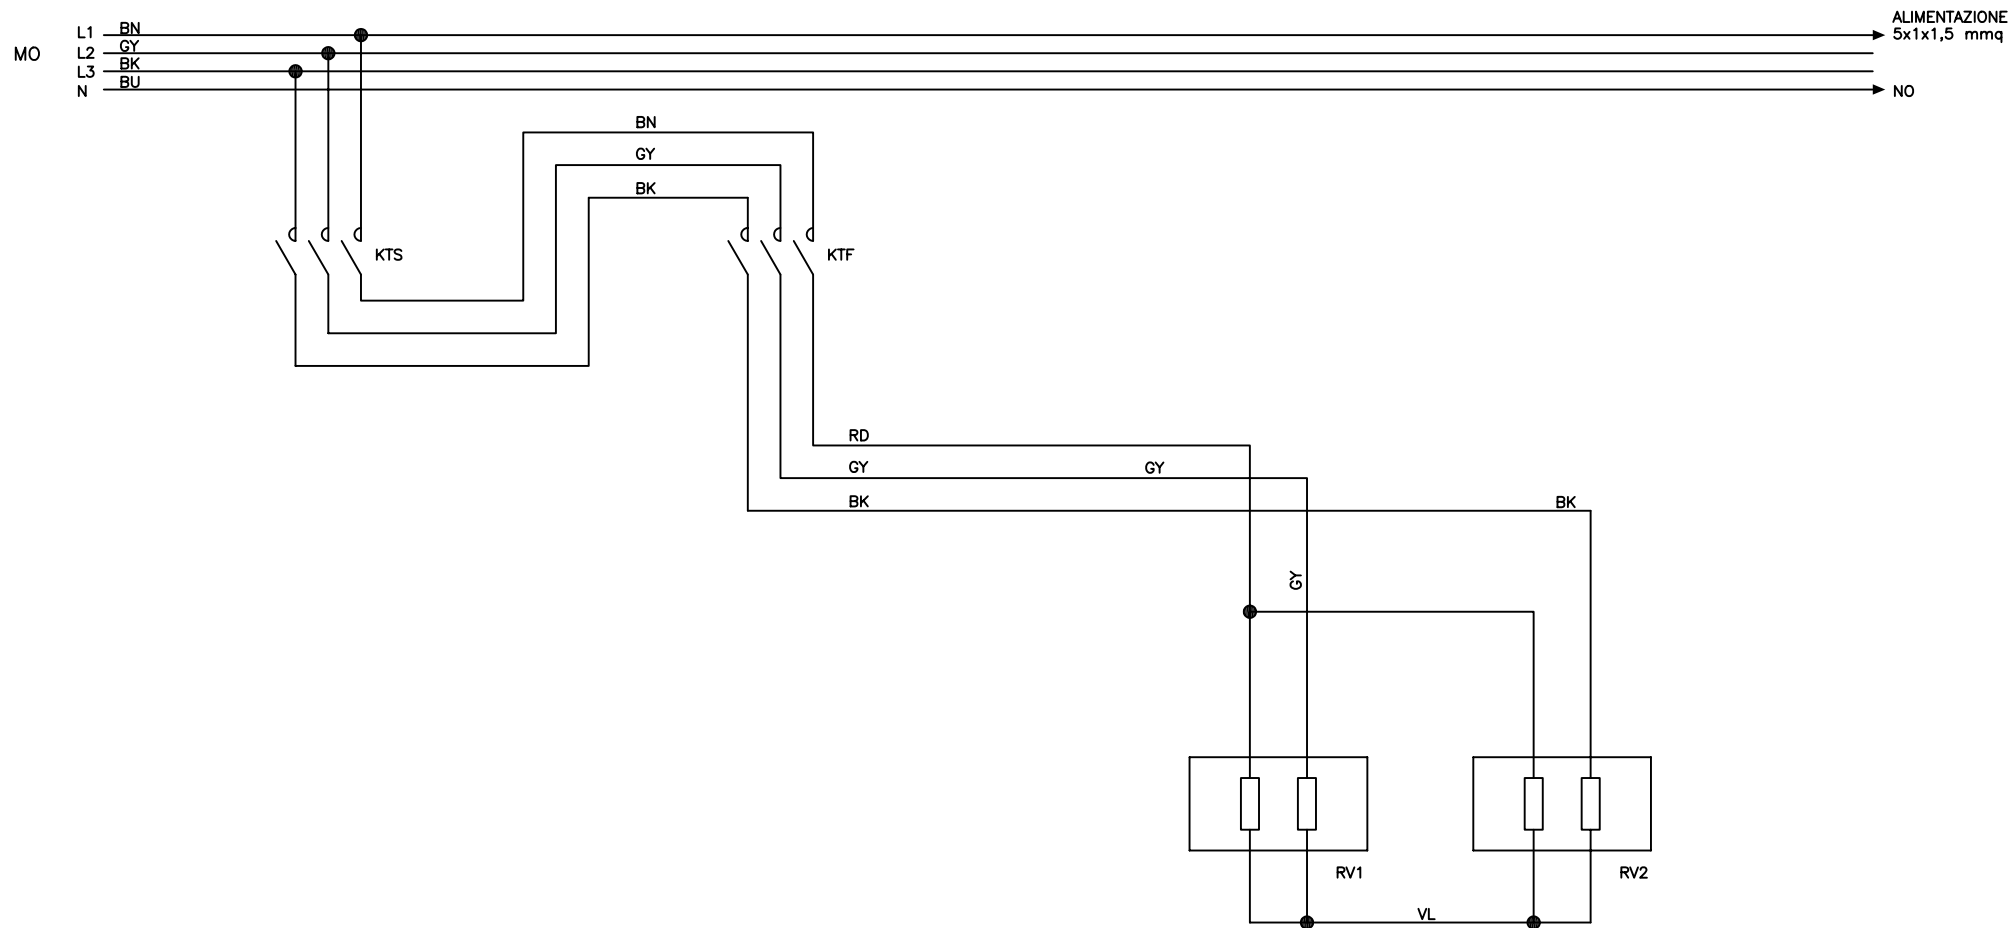 ALIMENTAZIONE
5x1x1,5 mmq
MO
L1 BN
L2 GY
L3 BK
N BU
NO
BN
GY
BK
KTS
KTF
RD
GY GY
BK BK
GY
RV1
RV2
VL